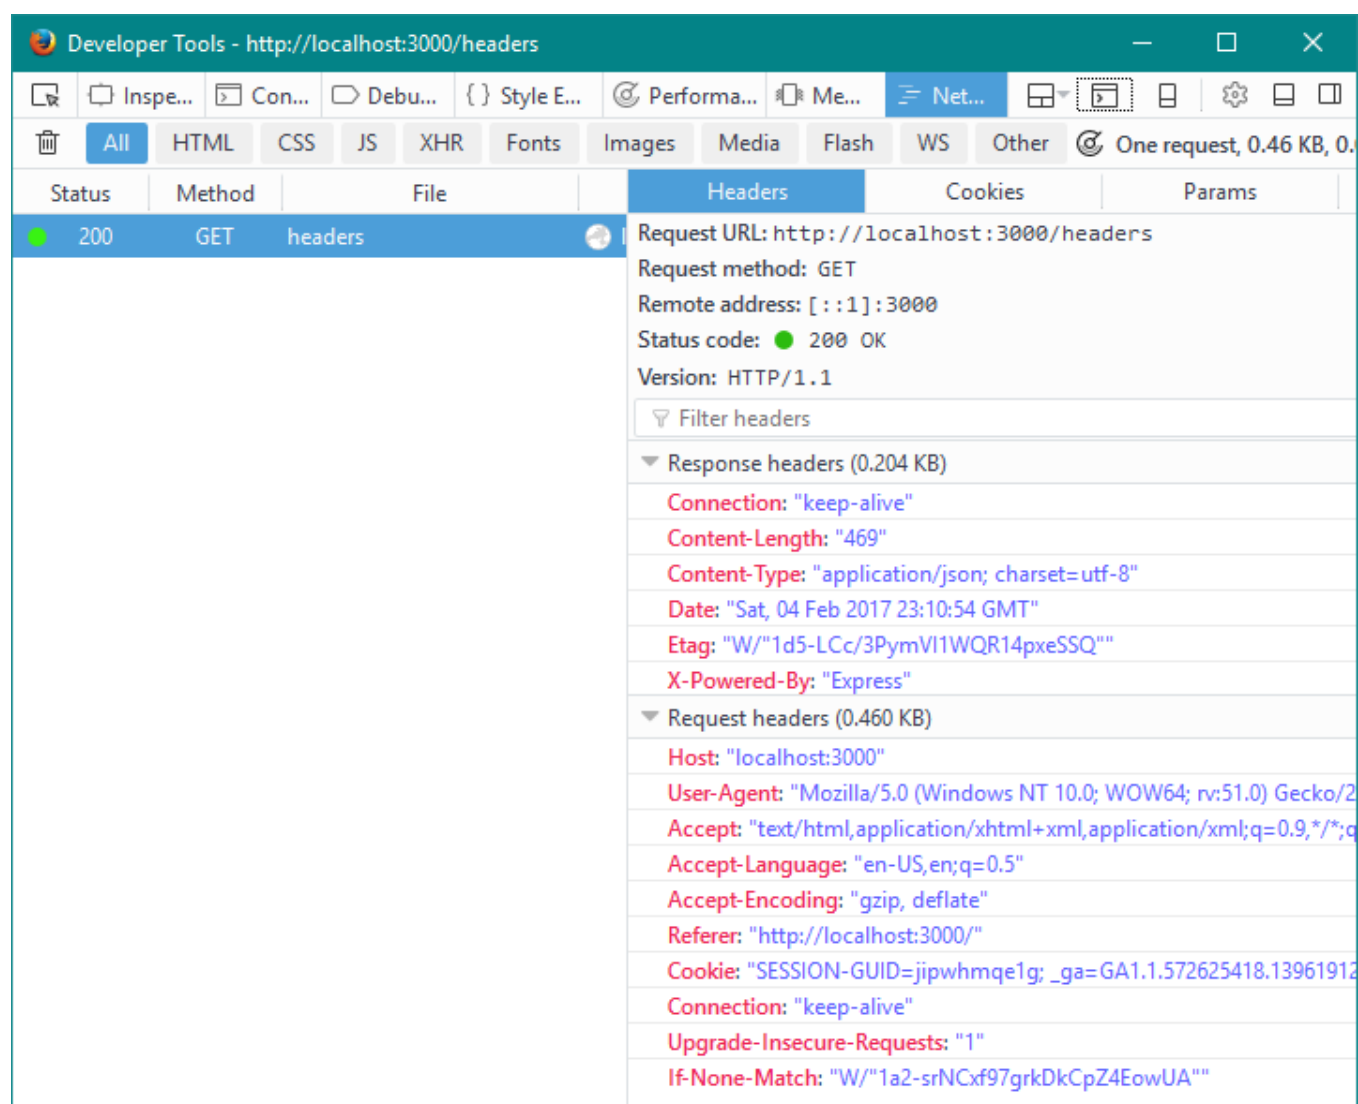 Developer Tools - http://localhost:3000/headers
Inspe... Con... Debu... { } Style E... Performa... Me... Net...
All HTML CSS JS XHR Fonts Images Media Flash WS Other One request, 0.46 KB, 0.
Status Method File Headers Cookies Params
200 GET headers
Request URL: http://localhost:3000/headers
Request method: GET
Remote address: [::1]:3000
Status code: 200 OK
Version: HTTP/1.1
Filter headers
Response headers (0.204 KB)
Connection: "keep-alive"
Content-Length: "469"
Content-Type: "application/json; charset=utf-8"
Date: "Sat, 04 Feb 2017 23:10:54 GMT"
Etag: "W/"1d5-LCc/3PymVI1WQR14pxeSSQ""
X-Powered-By: "Express"
Request headers (0.460 KB)
Host: "localhost:3000"
User-Agent: "Mozilla/5.0 (Windows NT 10.0; WOW64; rv:51.0) Gecko/2
Accept: "text/html,application/xhtml+xml,application/xml;q=0.9,*/*;q
Accept-Language: "en-US,en;q=0.5"
Accept-Encoding: "gzip, deflate"
Referer: "http://localhost:3000/"
Cookie: "SESSION-GUID=jipwhmqe1g; _ga=GA1.1.572625418.13961912
Connection: "keep-alive"
Upgrade-Insecure-Requests: "1"
If-None-Match: "W/"1a2-srNCxf97grkDkCpZ4EowUA""